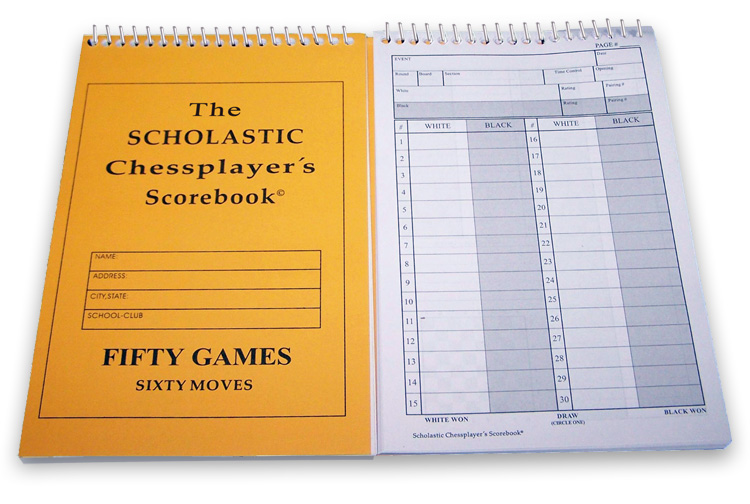 The
SCHOLASTIC
Chessplayer´s
Scorebook©
NAME:
ADDRESS:
CITY,STATE:
SCHOOL-CLUB
FIFTY GAMES
SIXTY MOVES
PAGE #
EVENT Date
Round Board Section Time Control Opening
White Rating Pairing #
Black Rating Pairing #
# WHITE BLACK # WHITE BLACK
1 16
2 17
3 18
4 19
5 20
6 21
7 22
8 23
9 24
10 25
11 26
12 27
13 28
14 29
15 30
WHITE WON DRAW BLACK WON
(CIRCLE ONE)
Scholastic Chessplayer's Scorebook®